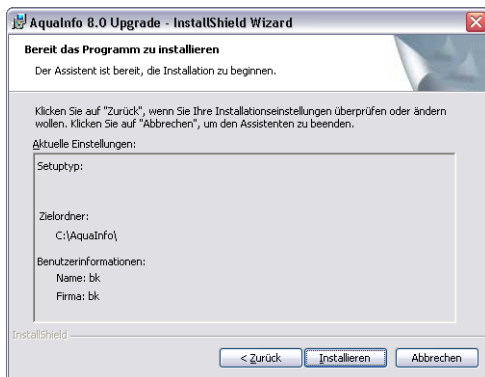 AquaInfo 8.0 Upgrade - InstallShield Wizard
Bereit das Programm zu installieren
Der Assistent ist bereit, die Installation zu beginnen.
Klicken Sie auf "Zurück", wenn Sie Ihre Installationseinstellungen überprüfen oder ändern
wollen. Klicken Sie auf "Abbrechen", um den Assistenten zu beenden.
Aktuelle Einstellungen:
Setuptyp:
Zielordner:
C:\AquaInfo\
Benutzerinformationen:
Name: bk
Firma: bk
InstallShield
< Zurück Installieren Abbrechen